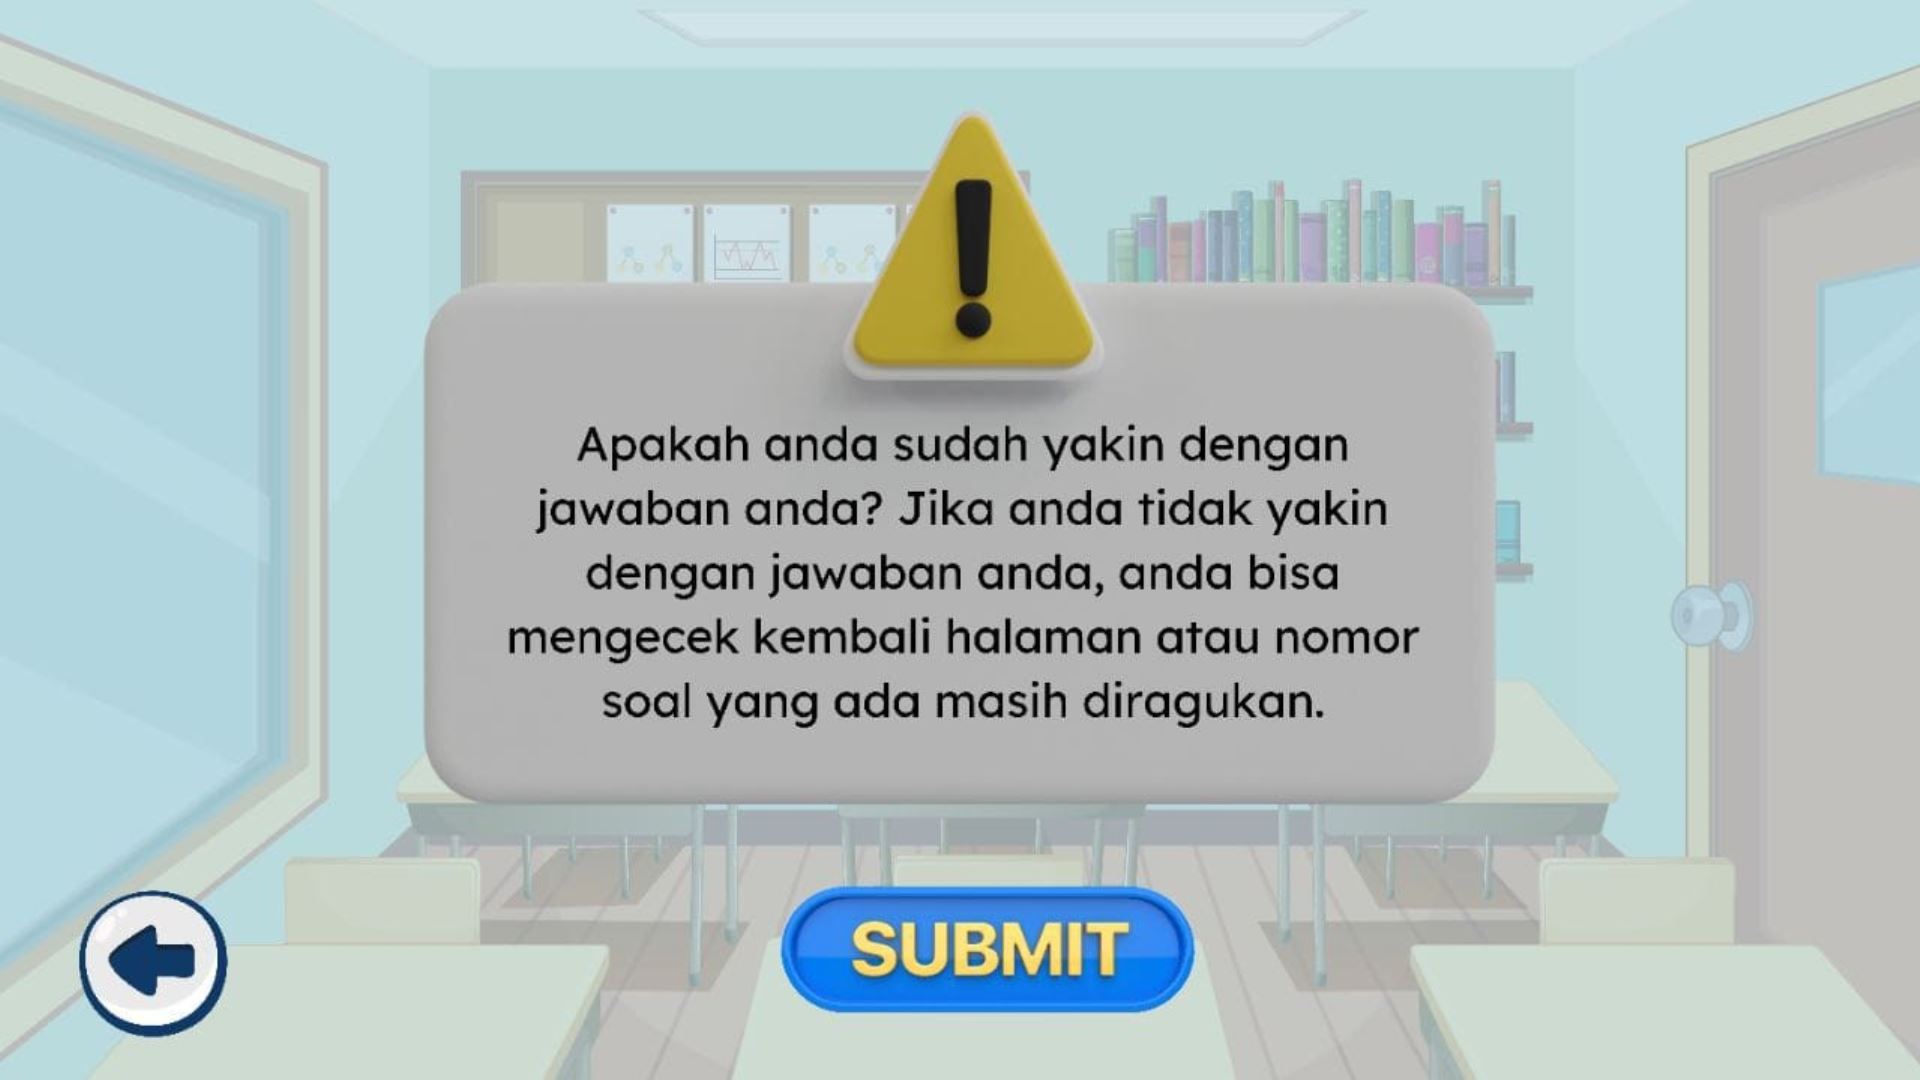 Apakah anda sudah yakin dengan
jawaban anda? Jika anda tidak yakin
dengan jawaban anda, anda bisa
mengecek kembali halaman atau nomor
soal yang ada masih diragukan.
SUBMIT